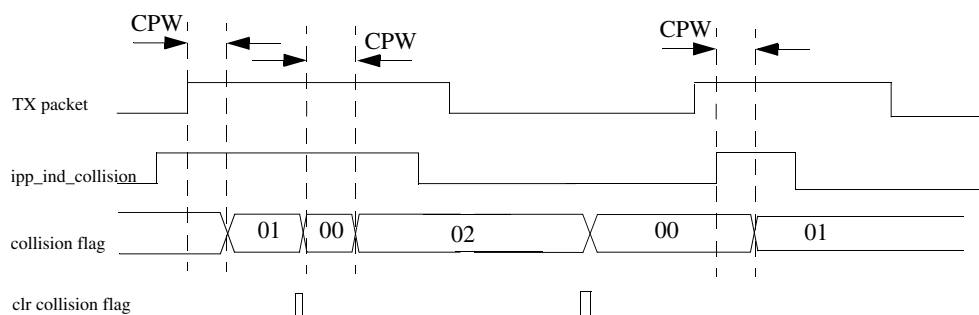 CPW
CPW
CPW
TX packet
ipp_ind_collision
collision flag
01
00
02
00
01
clr collision flag